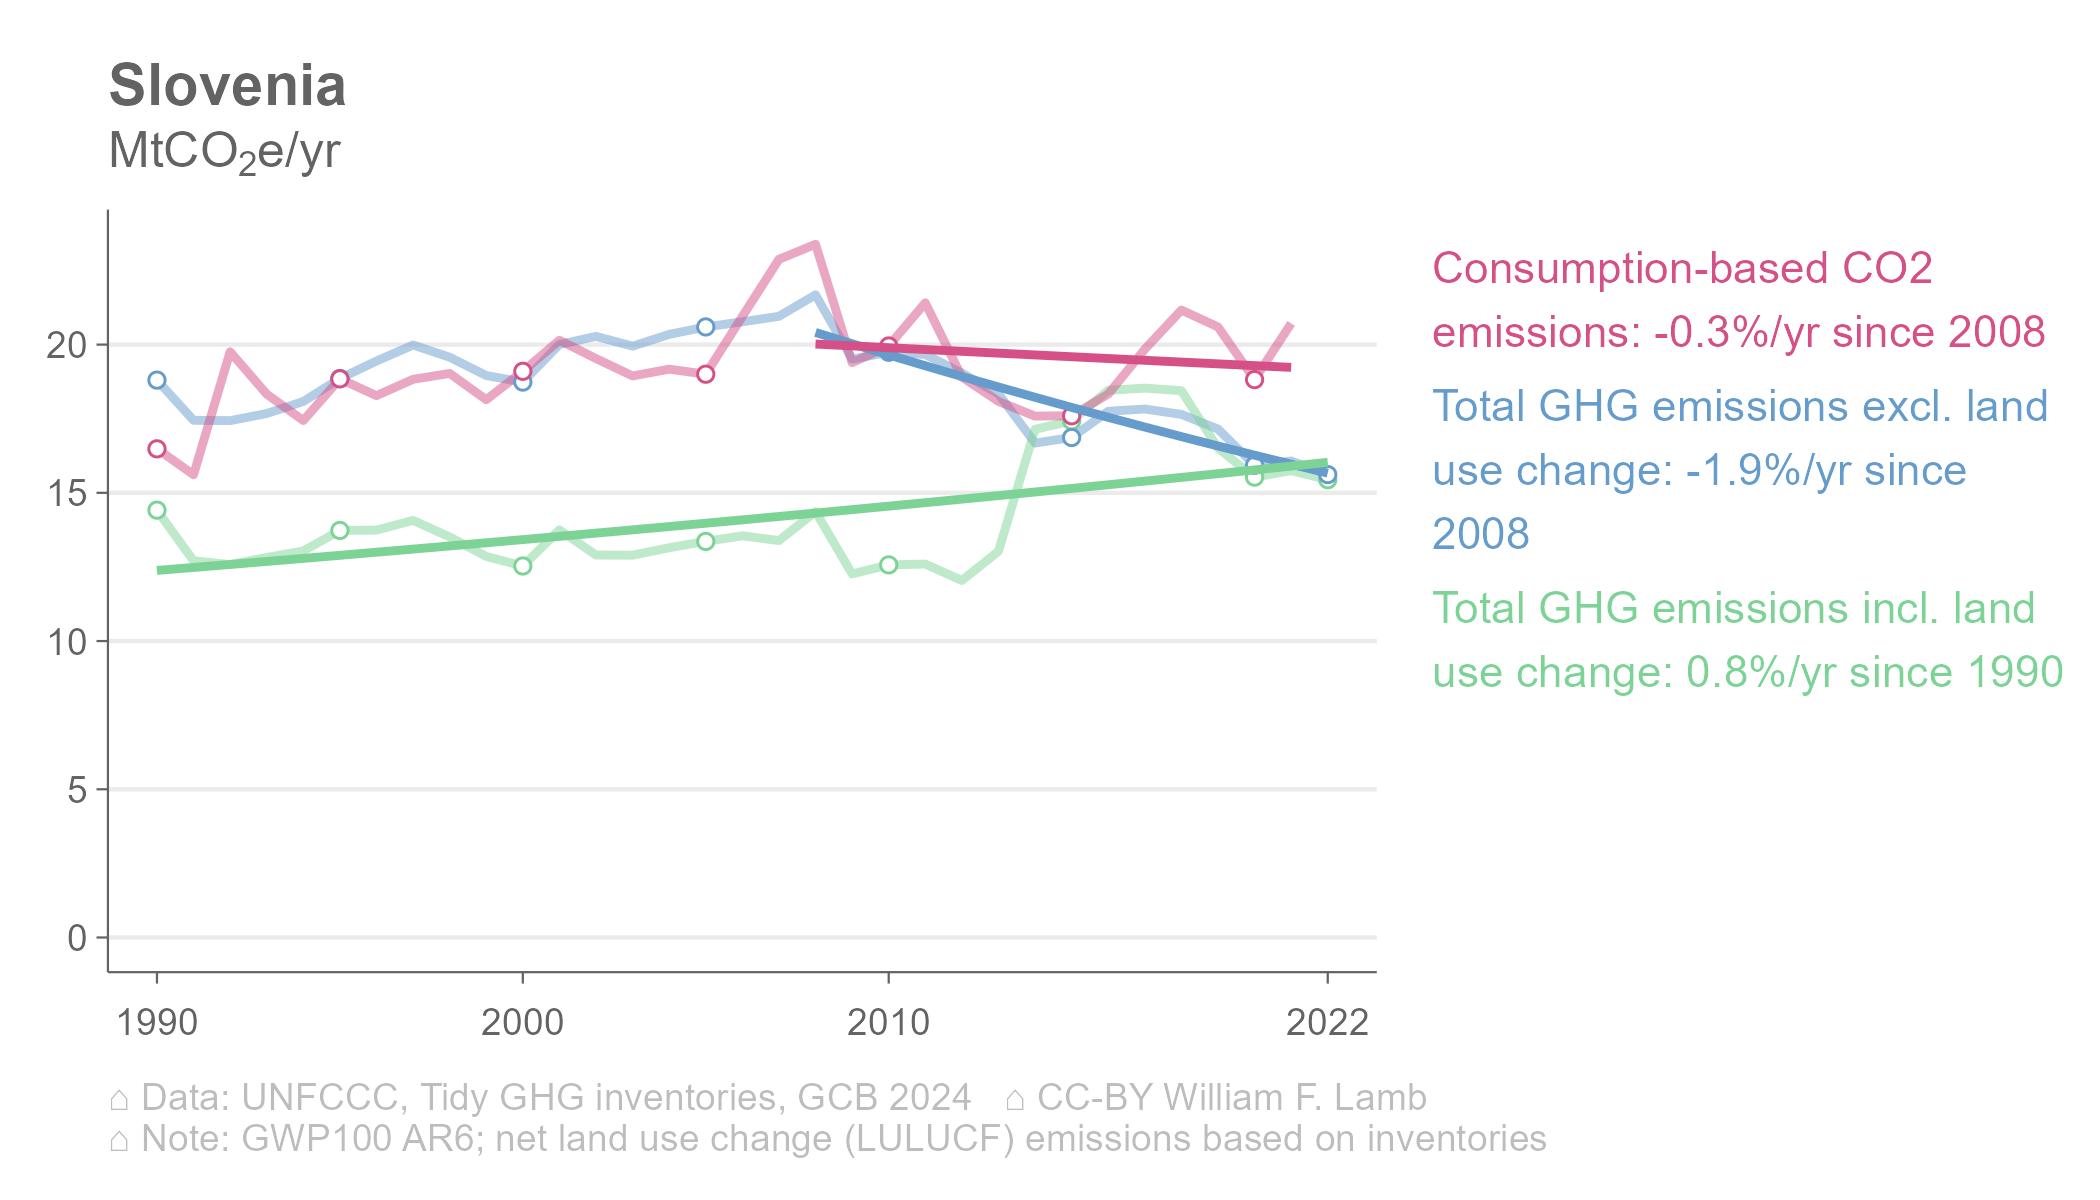 Slovenia
MtCO₂e/yr
20
15
10
5
0
1990 2000 2010 2022
Consumption-based CO2
emissions: -0.3%/yr since 2008
Total GHG emissions excl. land
use change: -1.9%/yr since
2008
Total GHG emissions incl. land
use change: 0.8%/yr since 1990
⌂ Data: UNFCCC, Tidy GHG inventories, GCB 2024 ⌂ CC-BY William F. Lamb
⌂ Note: GWP100 AR6; net land use change (LULUCF) emissions based on inventories